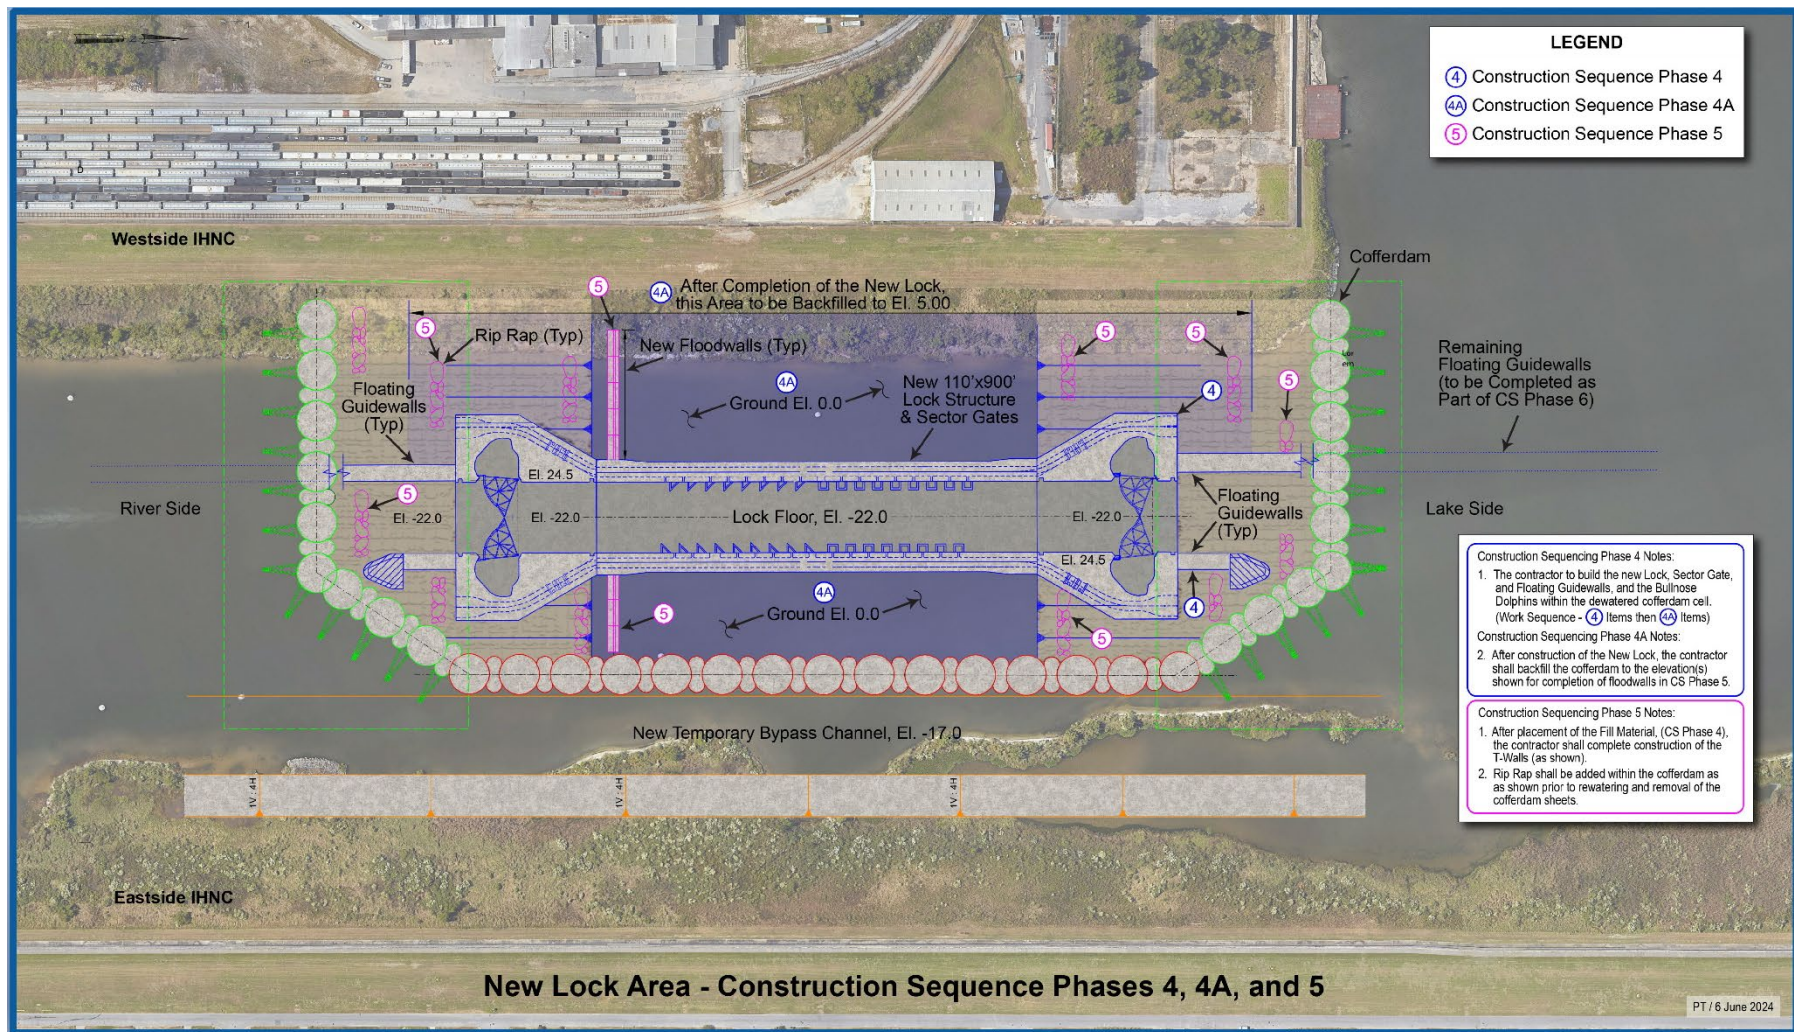 LEGEND
4 Construction Sequence Phase 4
4A Construction Sequence Phase 4A
5 Construction Sequence Phase 5
D
Westside IHNC
Cofferdam
5
4A After Completion of the New Lock,
this Area to be Backfilled to El. 5.00
5
Rip Rap (Typ)
New Floodwalls (Typ)
5
5
Remaining
Floating Guidewalls
(to be Completed as
Part of CS Phase 6)
Floating
Guidewalls
(Typ)
4A
Ground El. 0.0
New 110'x900'
Lock Structure
& Sector Gates
4
5
El. 24.5
5
River Side
El. -22.0
El. -22.0
Lock Floor, El. -22.0
El. -22.0
Floating
Guidewalls
(Typ)
Lake Side
El. 24.5
4A
Ground El. 0.0
5
4
5
Construction Sequencing Phase 4 Notes:
1. The contractor to build the new Lock, Sector Gate,
and Floating Guidewalls, and the Bullnose
Dolphins within the dewatered cofferdam cell.
(Work Sequence - 4 Items then 4A Items)
Construction Sequencing Phase 4A Notes:
2. After construction of the New Lock, the contractor
shall backfill the cofferdam to the elevation(s)
shown for completion of floodwalls in CS Phase 5.
Construction Sequencing Phase 5 Notes:
1. After placement of the Fill Material, (CS Phase 4),
the contractor shall complete construction of the
T-Walls (as shown).
2. Rip Rap shall be added within the cofferdam as
as shown prior to rewatering and removal of the
cofferdam sheets.
New Temporary Bypass Channel, El. -17.0
1V : 4H
1V : 4H
1V : 4H
Eastside IHNC
New Lock Area - Construction Sequence Phases 4, 4A, and 5
PT / 6 June 2024